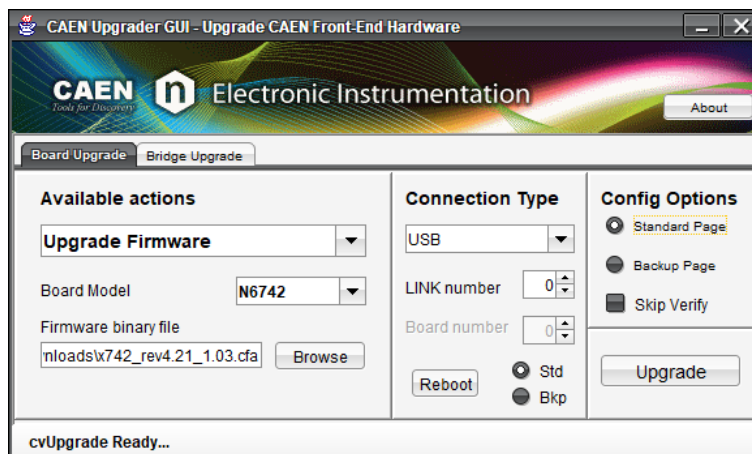 CAEN Upgrader GUI - Upgrade CAEN Front-End Hardware
CAEN n Electronic Instrumentation
Tools for Discovery
About
Board Upgrade Bridge Upgrade
Available actions
Upgrade Firmware
Board Model N6742
Firmware binary file
nloads\x742_rev4.21_1.03.cfa Browse
Connection Type
USB
LINK number 0
Board number 0
Reboot Std
Bkp
Config Options
Standard Page
Backup Page
Skip Verify
Upgrade
cvUpgrade Ready...